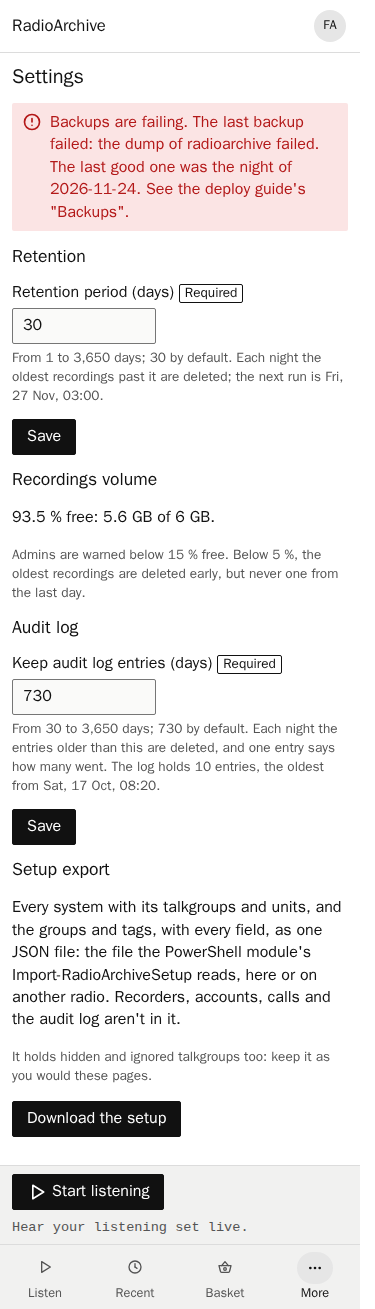 RadioArchive
FA
Settings
Backups are failing. The last backup
failed: the dump of radioarchive failed.
The last good one was the night of
2026-11-24. See the deploy guide's
"Backups".
Retention
Retention period (days) Required
30
From 1 to 3,650 days; 30 by default. Each night the
oldest recordings past it are deleted; the next run is Fri,
27 Nov, 03:00.
Save
Recordings volume
93.5 % free: 5.6 GB of 6 GB.
Admins are warned below 15 % free. Below 5 %, the
oldest recordings are deleted early, but never one from
the last day.
Audit log
Keep audit log entries (days) Required
730
From 30 to 3,650 days; 730 by default. Each night the
entries older than this are deleted, and one entry says
how many went. The log holds 10 entries, the oldest
from Sat, 17 Oct, 08:20.
Save
Setup export
Every system with its talkgroups and units, and
the groups and tags, with every field, as one
JSON file: the file the PowerShell module's
Import-RadioArchiveSetup reads, here or on
another radio. Recorders, accounts, calls and
the audit log aren't in it.
It holds hidden and ignored talkgroups too: keep it as
you would these pages.
Download the setup
Start listening
Hear your listening set live.
Listen Recent Basket More